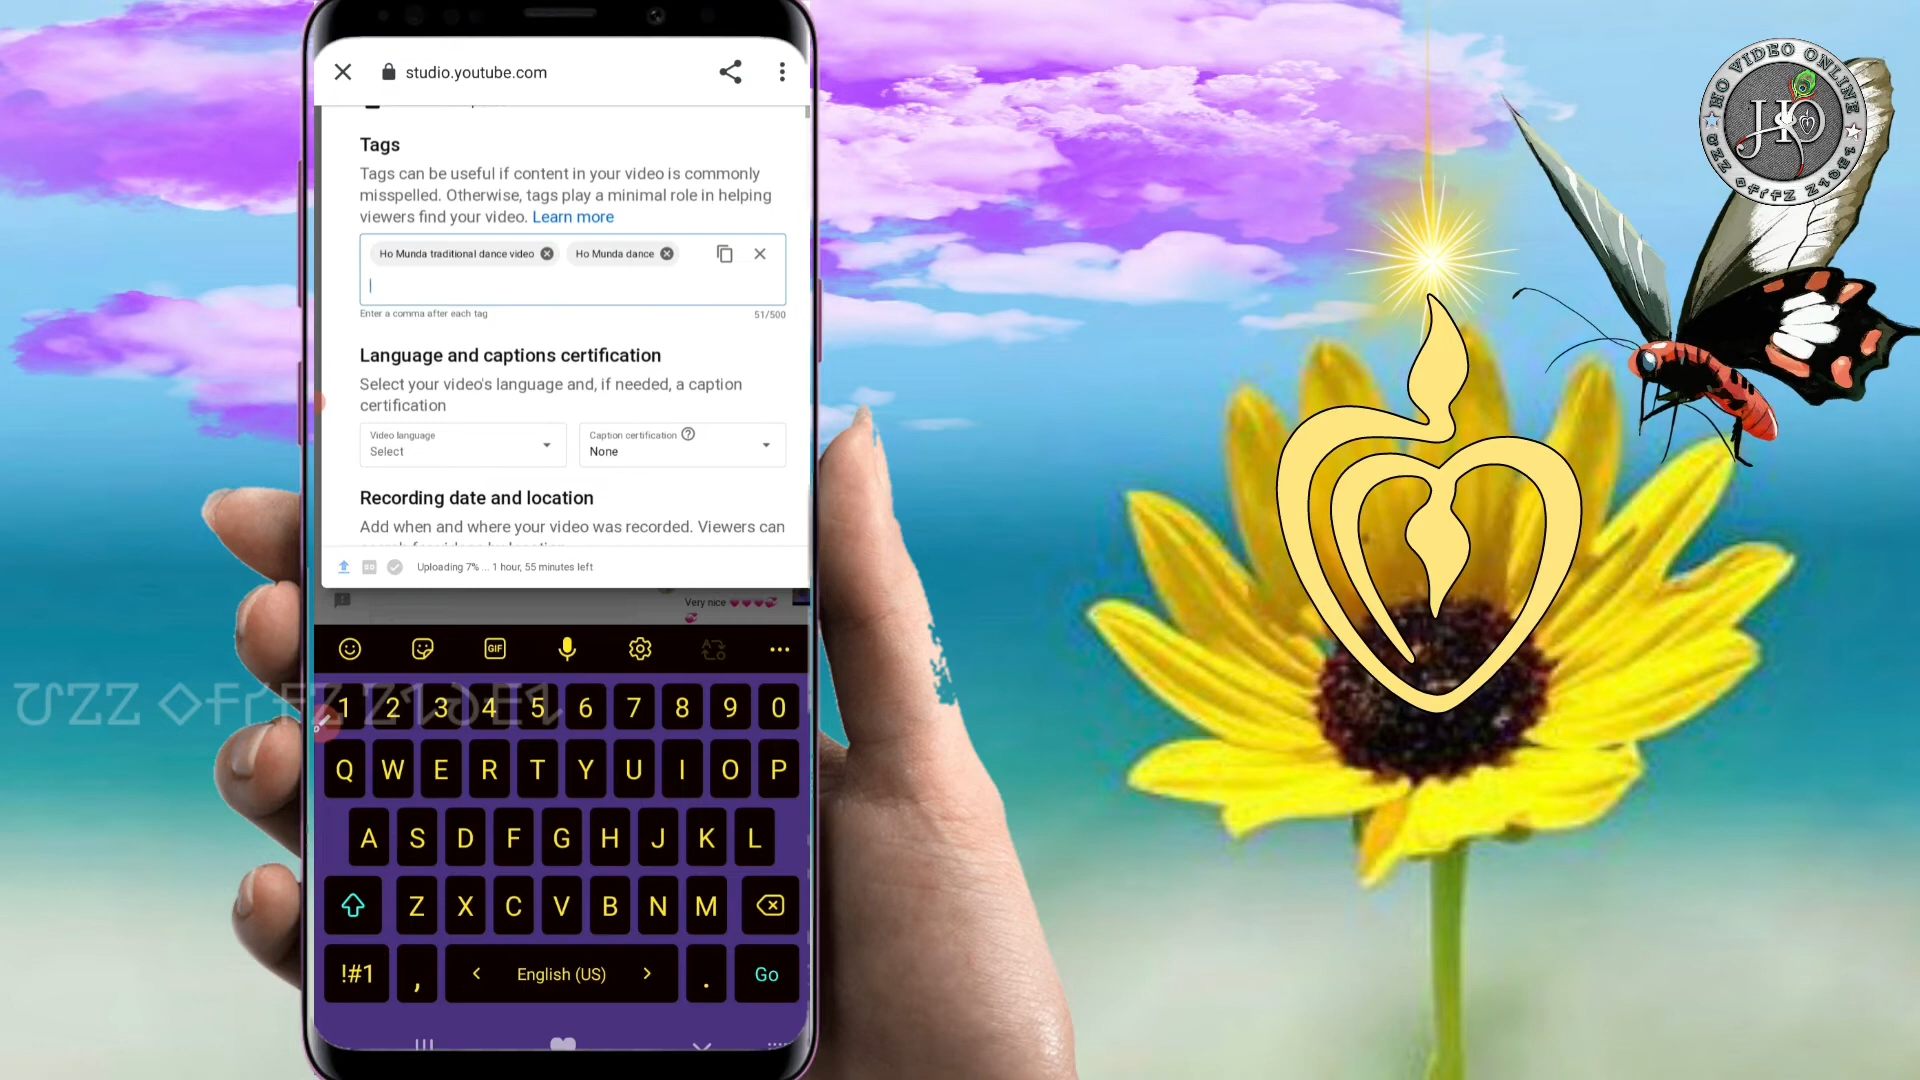 studio.youtube.com
Tags
Tags can be useful if content in your video is commonly
misspelled. Otherwise, tags play a minimal role in helping
viewers find your video. Learn more
Ho Munda traditional dance video
Ho Munda dance
Enter a comma after each tag
51/500
Language and captions certification
Select your video's language and, if needed, a caption
certification
Video language
Select
Caption certification
None
Recording date and location
Add when and where your video was recorded. Viewers can
Uploading 7% ... 1 hour, 55 minutes left
Very nice
GIF
1 2 3 4 5 6 7 8 9 0
Q W E R T Y U I O P
A S D F G H J K L
Z X C V B N M
!#1 , < English (US) > . Go
HO VIDEO ONLINE